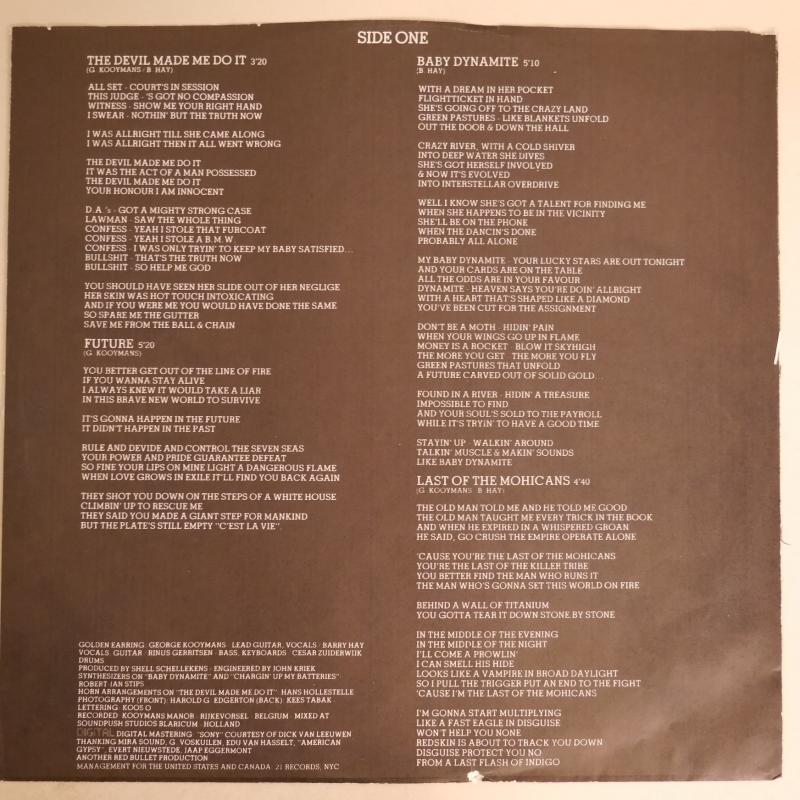 SIDE ONE
THE DEVIL MADE ME DO IT 3'20
(G. KOOYMANS / B. HAY)
ALL SET - COURT'S IN SESSION
THIS JUDGE - 'S GOT NO COMPASSION
WITNESS - SHOW ME YOUR RIGHT HAND
I SWEAR - NOTHIN' BUT THE TRUTH NOW
I WAS ALLRIGHT TILL SHE CAME ALONG
I WAS ALLRIGHT THEN IT ALL WENT WRONG
THE DEVIL MADE ME DO IT
IT WAS THE ACT OF A MAN POSSESSED
THE DEVIL MADE ME DO IT
YOUR HONOUR I AM INNOCENT
D.A.'s - GOT A MIGHTY STRONG CASE
LAWMAN - SAW THE WHOLE THING
CONFESS - YEAH I STOLE THAT FURCOAT
CONFESS - YEAH I STOLE A B.M.W.
CONFESS - I WAS ONLY TRYIN' TO KEEP MY BABY SATISFIED...
BULLSHIT - THAT'S THE TRUTH NOW
BULLSHIT - SO HELP ME GOD
YOU SHOULD HAVE SEEN HER SLIDE OUT OF HER NEGLIGE
HER SKIN WAS HOT TOUCH INTOXICATING
AND IF YOU WERE ME YOU WOULD HAVE DONE THE SAME
SO SPARE ME THE GUTTER
SAVE ME FROM THE BALL & CHAIN
FUTURE 5'20
(G. KOOYMANS)
YOU BETTER GET OUT OF THE LINE OF FIRE
IF YOU WANNA STAY ALIVE
I ALWAYS KNEW IT WOULD TAKE A LIAR
IN THIS BRAVE NEW WORLD TO SURVIVE
IT'S GONNA HAPPEN IN THE FUTURE
IT DIDN'T HAPPEN IN THE PAST
RULE AND DEVIDE AND CONTROL THE SEVEN SEAS
YOUR POWER AND PRIDE GUARANTEE DEFEAT
SO FINE YOUR LIPS ON MINE LIGHT A DANGEROUS FLAME
WHEN LOVE GROWS IN EXILE IT'LL FIND YOU BACK AGAIN
THEY SHOT YOU DOWN ON THE STEPS OF A WHITE HOUSE
CLIMBIN' UP TO RESCUE ME
THEY SAID YOU MADE A GIANT STEP FOR MANKIND
BUT THE PLATE'S STILL EMPTY "C'EST LA VIE".
GOLDEN EARRING: GEORGE KOOYMANS LEAD GUITAR, VOCALS - BARRY HAY
VOCALS GUITAR - RINUS GERRITSEN - BASS, KEYBOARDS - CESAR ZUIDERWIJK
DRUMS
PRODUCED BY SHELL SCHELLEKENS - ENGINEERED BY JOHN KRIEK
SYNTHESIZERS ON "BABY DYNAMITE" AND "CHARGIN' UP MY BATTERIES"
ROBERT JAN STIPS
HORN ARRANGEMENTS ON "THE DEVIL MADE ME DO IT" HANS HOLLESTELLE
PHOTOGRAPHY (FRONT): HAROLD G. EDGERTON (BACK): KEES TABAK -
LETTERING: KOOS O
RECORDED: KOOYMANS MANOR - RIJKEVORSEL - BELGIUM - MIXED AT
SOUNDPUSH STUDIOS BLARICUM - HOLLAND
DIGITAL DIGITAL MASTERING "SONY" COURTESY OF DICK VAN LEEUWEN
THANKING MIRA SOUND, G. VOSKUILEN, EDU VAN HASSELT, "AMERICAN
GYPSY", EVERT NIEUWSTEDE, JAAP EGGERMONT
ANOTHER RED BULLET PRODUCTION
MANAGEMENT FOR THE UNITED STATES AND CANADA: 21 RECORDS, NYC
BABY DYNAMITE 5'10
(B. HAY)
WITH A DREAM IN HER POCKET
FLIGHTTICKET IN HAND
SHE'S GOING OFF TO THE CRAZY LAND
GREEN PASTURES - LIKE BLANKETS UNFOLD
OUT THE DOOR & DOWN THE HALL
CRAZY RIVER, WITH A COLD SHIVER
INTO DEEP WATER SHE DIVES
SHE'S GOT HERSELF INVOLVED
& NOW IT'S EVOLVED
INTO INTERSTELLAR OVERDRIVE
WELL I KNOW SHE'S GOT A TALENT FOR FINDING ME
WHEN SHE HAPPENS TO BE IN THE VICINITY
SHE'LL BE ON THE PHONE
WHEN THE DANCIN'S DONE
PROBABLY ALL ALONE
MY BABY DYNAMITE - YOUR LUCKY STARS ARE OUT TONIGHT
AND YOUR CARDS ARE ON THE TABLE
ALL THE ODDS ARE IN YOUR FAVOUR
DYNAMITE - HEAVEN SAYS YOU'RE DOIN' ALLRIGHT
WITH A HEART THAT'S SHAPED LIKE A DIAMOND
YOU'VE BEEN CUT FOR THE ASSIGNMENT
DON'T BE A MOTH - HIDIN' PAIN
WHEN YOUR WINGS GO UP IN FLAME
MONEY IS A ROCKET - BLOW IT SKYHIGH
THE MORE YOU GET - THE MORE YOU FLY
GREEN PASTURES THAT UNFOLD
A FUTURE CARVED OUT OF SOLID GOLD...
FOUND IN A RIVER - HIDIN' A TREASURE
IMPOSSIBLE TO FIND
AND YOUR SOUL'S SOLD TO THE PAYROLL
WHILE IT'S TRYiN' TO HAVE A GOOD TIME
STAYIN' UP - WALKIN' AROUND
TALKIN' MUSCLE & MAKIN' SOUNDS
LIKE BABY DYNAMITE
LAST OF THE MOHICANS 4'40
(G. KOOYMANS B. HAY)
THE OLD MAN TOLD ME AND HE TOLD ME GOOD
THE OLD MAN TAUGHT ME EVERY TRICK IN THE BOOK
AND WHEN HE EXPIRED IN A WHISPERED GROAN
HE SAID, GO CRUSH THE EMPIRE OPERATE ALONE
'CAUSE YOU'RE THE LAST OF THE MOHICANS
YOU'RE THE LAST OF THE KILLER TRIBE
YOU BETTER FIND THE MAN WHO RUNS IT
THE MAN WHO'S GONNA SET THIS WORLD ON FIRE
BEHIND A WALL OF TITANIUM
YOU GOTTA TEAR IT DOWN STONE BY STONE
IN THE MIDDLE OF THE EVENING
IN THE MIDDLE OF THE NIGHT
I'LL COME A PROWLIN'
I CAN SMELL HIS HIDE
LOOKS LIKE A VAMPIRE IN BROAD DAYLIGHT
SO I PULL THE TRIGGER PUT AN END TO THE FIGHT
'CAUSE I'M THE LAST OF THE MOHICANS
I'M GONNA START MULTIPLYING
LIKE A FAST EAGLE IN DISGUISE
WON'T HELP YOU NONE
REDSKIN IS ABOUT TO TRACK YOU DOWN
DISGUISE PROTECT YOU NO
FROM A LAST FLASH OF INDIGO